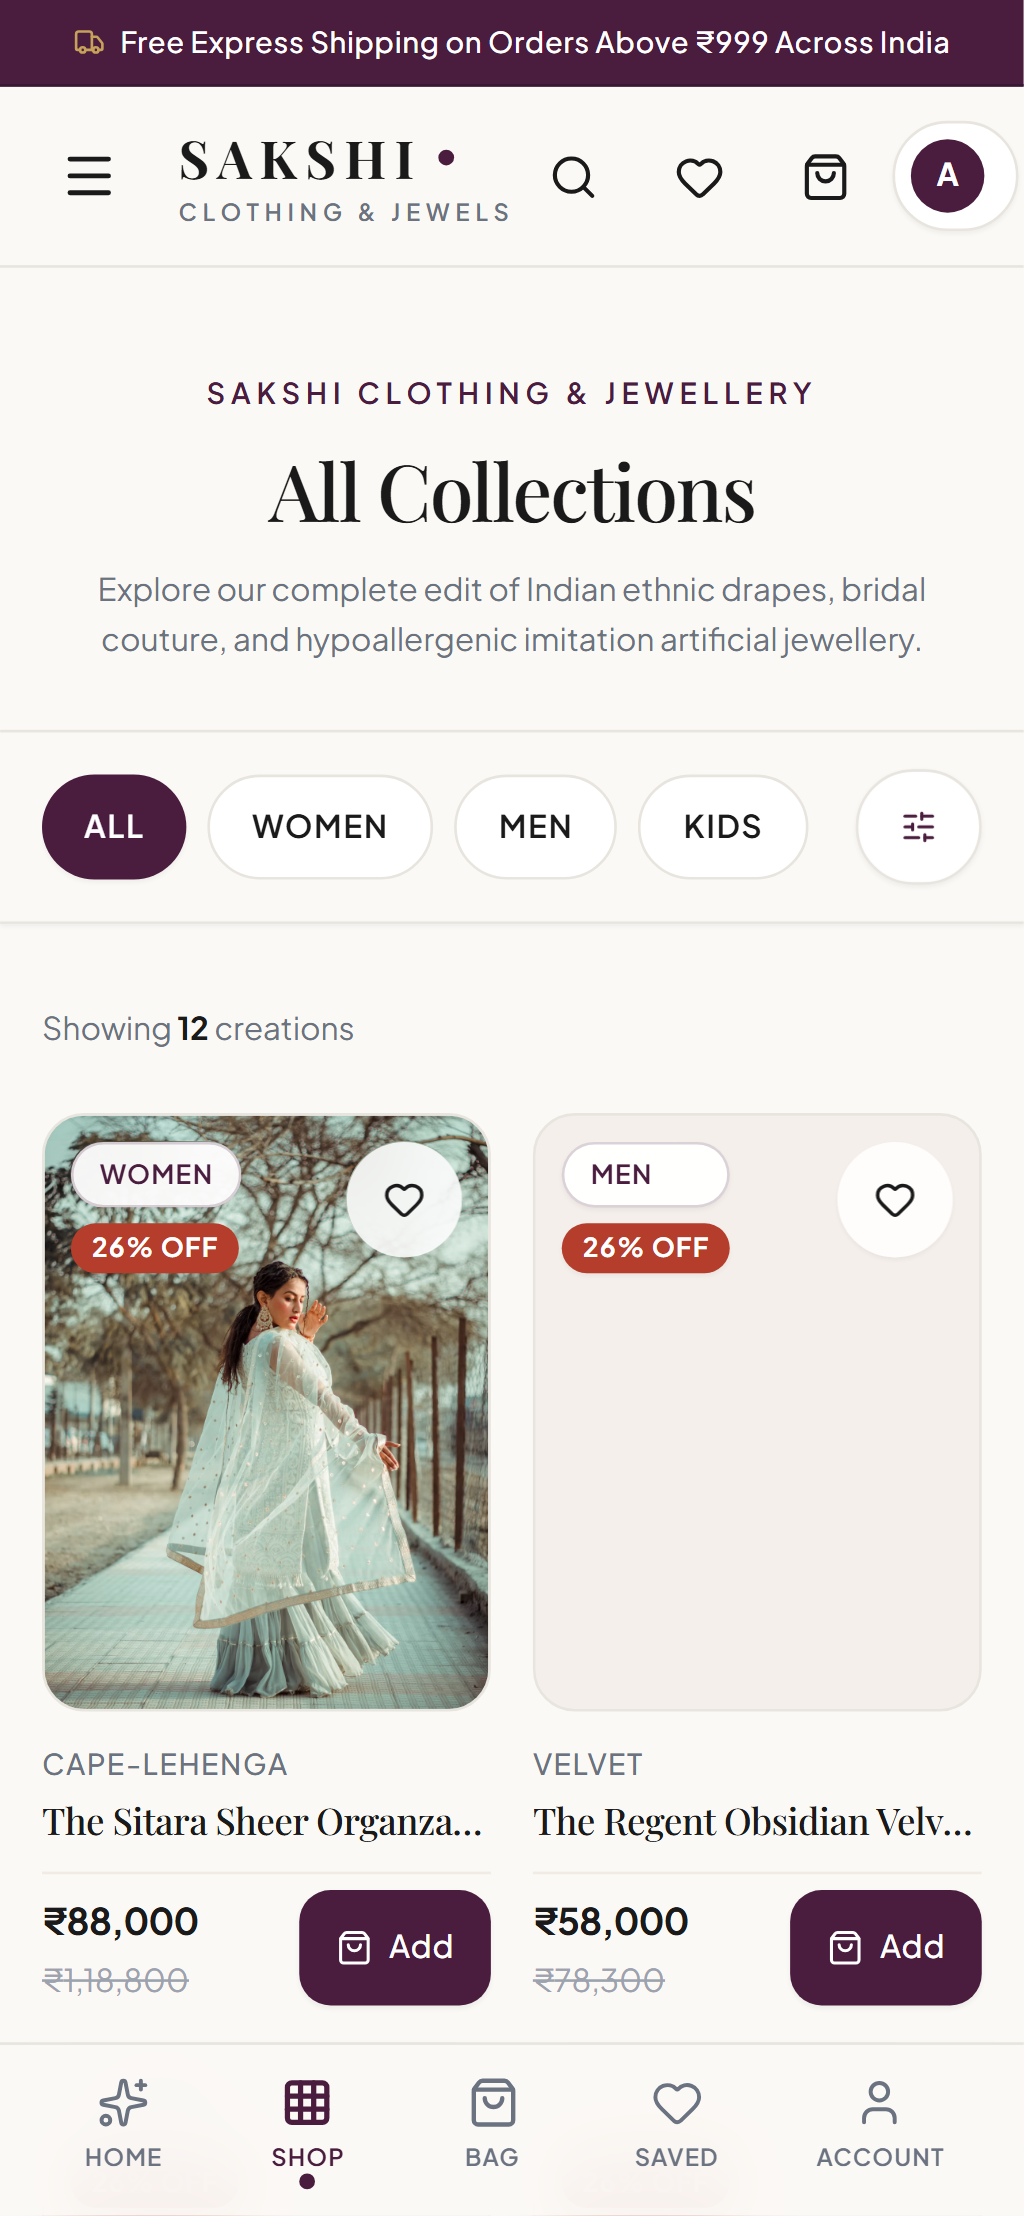 Free Express Shipping on Orders Above ₹999 Across India
SAKSHI
CLOTHING & JEWELS
A
SAKSHI CLOTHING & JEWELLERY
All Collections
Explore our complete edit of Indian ethnic drapes, bridal
couture, and hypoallergenic imitation artificial jewellery.
ALL WOMEN MEN KIDS
Showing 12 creations
WOMEN
26% OFF
MEN
26% OFF
CAPE-LEHENGA
The Sitara Sheer Organza...
₹88,000
₹1,18,800
Add
VELVET
The Regent Obsidian Velv...
₹58,000
₹78,300
Add
HOME SHOP BAG SAVED ACCOUNT